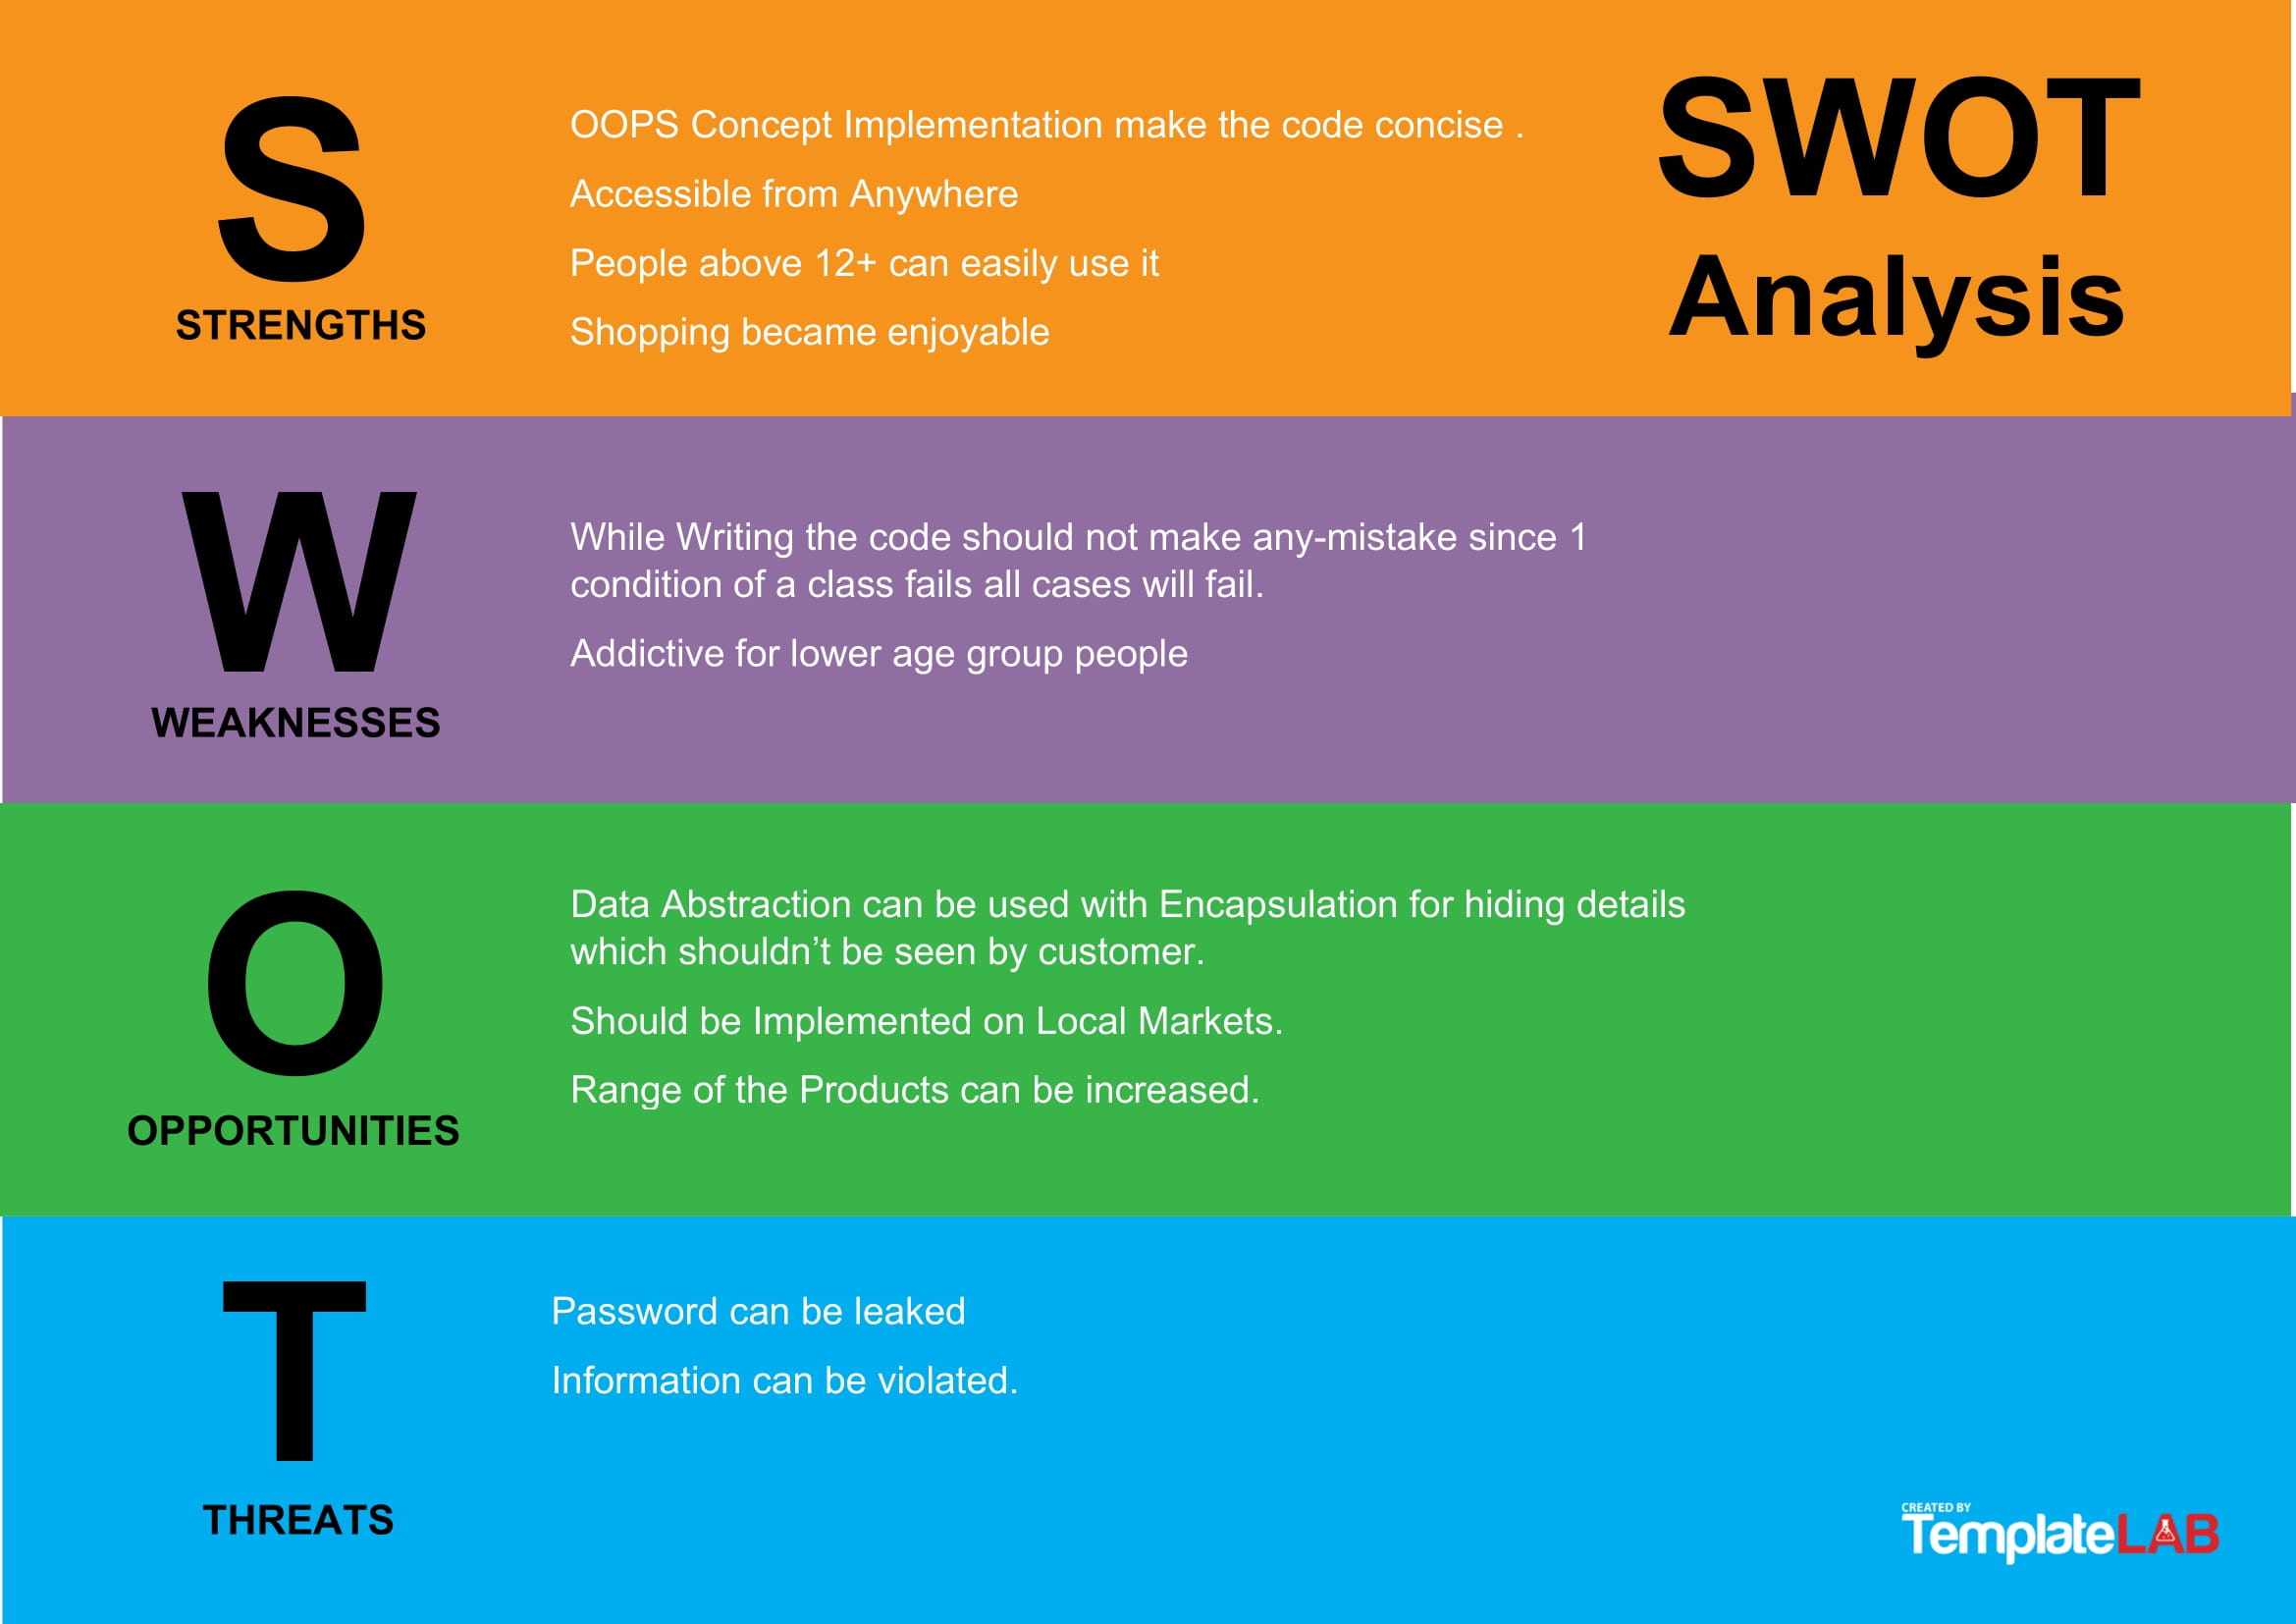 SWOT
Analysis
S
STRENGTHS
OOPS Concept Implementation make the code concise .
Accessible from Anywhere
People above 12+ can easily use it
Shopping became enjoyable
W
WEAKNESSES
While Writing the code should not make any-mistake since 1
condition of a class fails all cases will fail.
Addictive for lower age group people
O
OPPORTUNITIES
Data Abstraction can be used with Encapsulation for hiding details
which shouldn’t be seen by customer.
Should be Implemented on Local Markets.
Range of the Products can be increased.
T
THREATS
Password can be leaked
Information can be violated.
CREATED BY
TemplateLAB